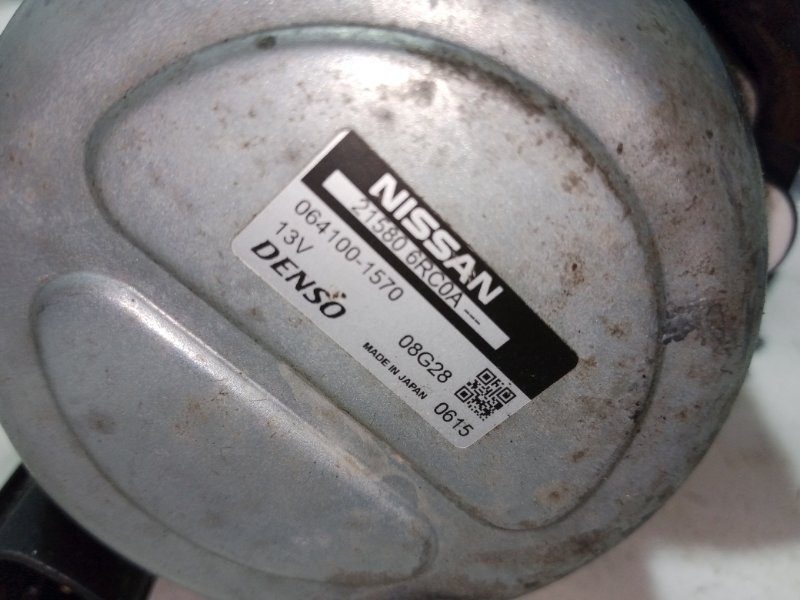 NISSAN
21580 6RC0A --
064100-1570
13V
DENSO
08G28
MADE IN JAPAN
0615